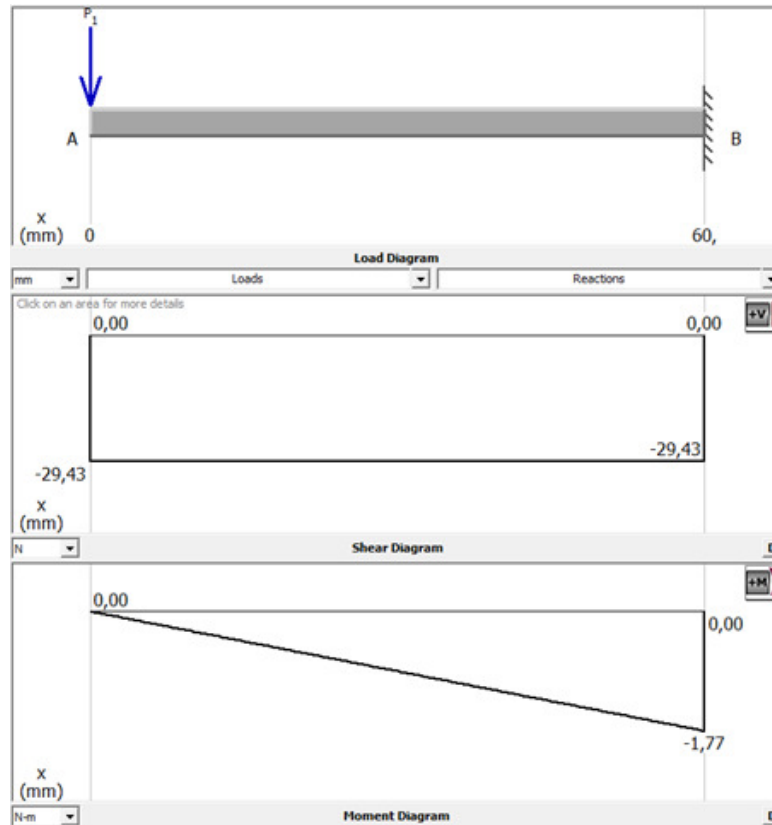 P1
A
B
x
(mm) 0 60,
Load Diagram
mm Loads Reactions
Click on an area for more details
0,00 0,00
+V
-29,43
-29,43
x
(mm)
N Shear Diagram
+M
0,00
0,00
-1,77
x
(mm)
N-m Moment Diagram